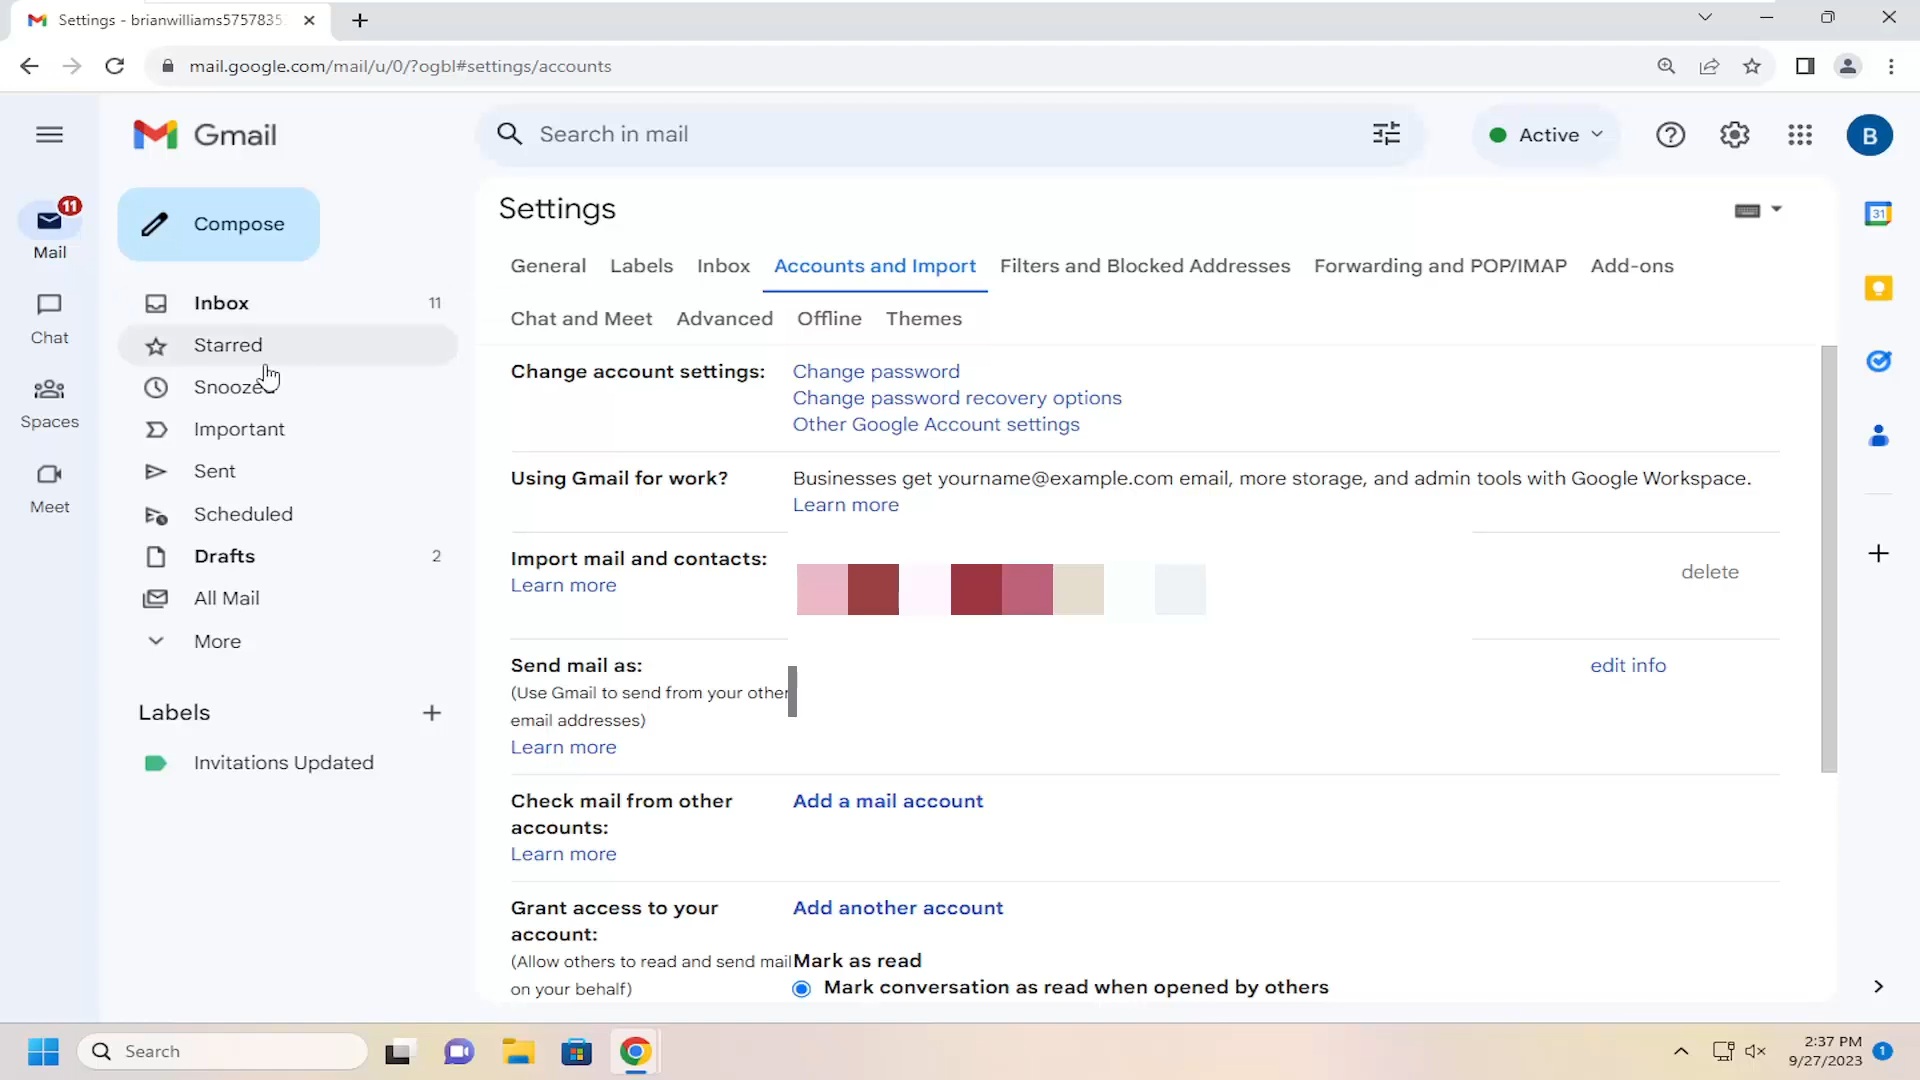 Settings - brianwilliams5757835
mail.google.com/mail/u/0/?ogbl#settings/accounts
Gmail
Search in mail
Active
B
11
Mail
Chat
Spaces
Meet
Compose
Inbox 11
Starred
Snoozed
Important
Sent
Scheduled
Drafts 2
All Mail
More
Labels
Invitations Updated
Settings
General Labels Inbox Accounts and Import Filters and Blocked Addresses Forwarding and POP/IMAP Add-ons
Chat and Meet Advanced Offline Themes
Change account settings: Change password
Change password recovery options
Other Google Account settings
Using Gmail for work? Businesses get yourname@example.com email, more storage, and admin tools with Google Workspace.
Learn more
Import mail and contacts:
Learn more
delete
Send mail as:
edit info
(Use Gmail to send from your other
email addresses)
Learn more
Check mail from other
accounts:
Add a mail account
Learn more
Grant access to your
account:
Add another account
(Allow others to read and send mail
on your behalf)
Mark as read
Mark conversation as read when opened by others
31
Search
2:37 PM
9/27/2023
1